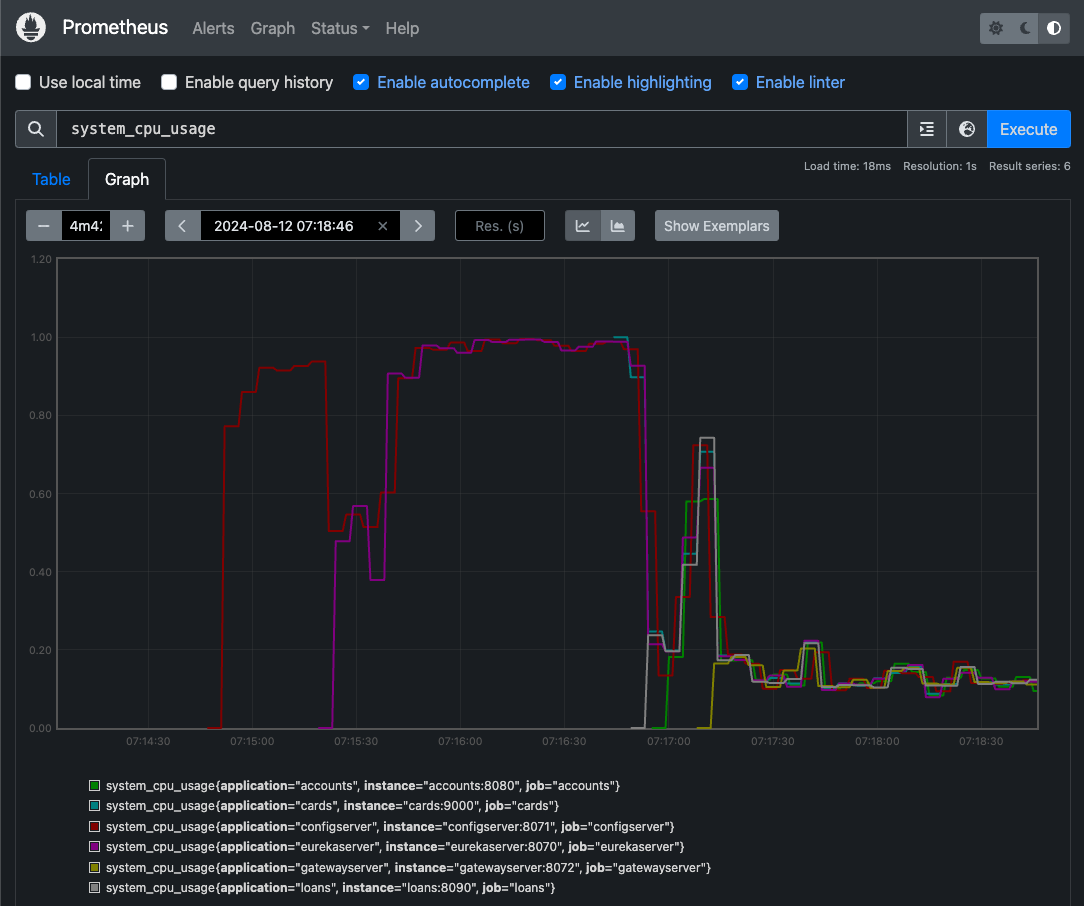 Prometheus Alerts Graph Status Help
Use local time Enable query history Enable autocomplete Enable highlighting Enable linter
system_cpu_usage Execute
Load time: 18ms Resolution: 1s Result series: 6
Table Graph
4m42 2024-08-12 07:18:46 Res. (s) Show Exemplars
1.20
1.00
0.80
0.60
0.40
0.20
0.00
07:14:30 07:15:00 07:15:30 07:16:00 07:16:30 07:17:00 07:17:30 07:18:00 07:18:30
system_cpu_usage{application="accounts", instance="accounts:8080", job="accounts"}
system_cpu_usage{application="cards", instance="cards:9000", job="cards"}
system_cpu_usage{application="configserver", instance="configserver:8071", job="configserver"}
system_cpu_usage{application="eurekaserver", instance="eurekaserver:8070", job="eurekaserver"}
system_cpu_usage{application="gatewayserver", instance="gatewayserver:8072", job="gatewayserver"}
system_cpu_usage{application="loans", instance="loans:8090", job="loans"}